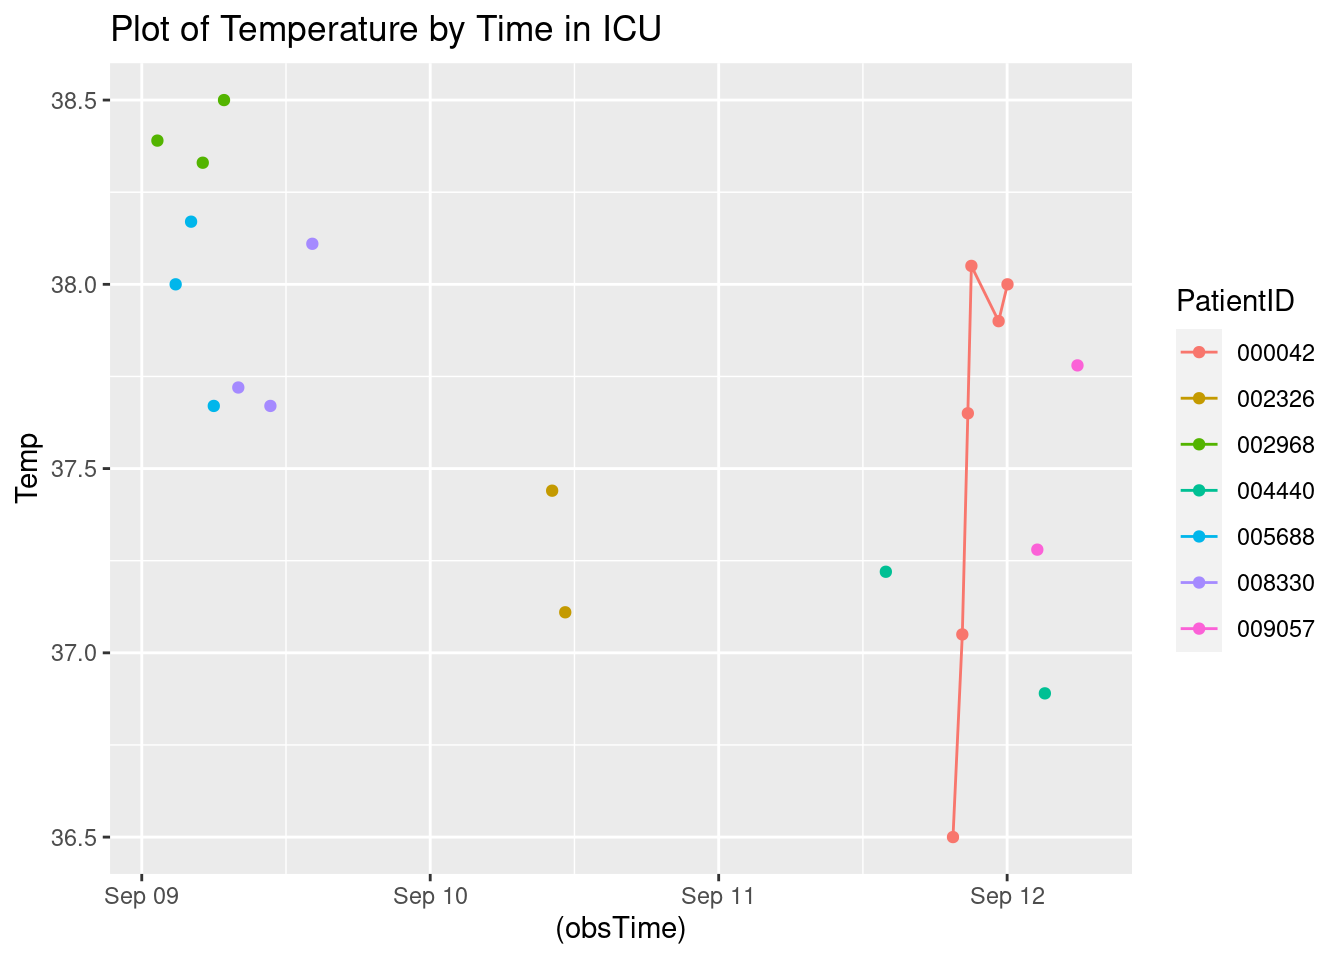 Plot of Temperature by Time in ICU
38.5
38.0
37.5
37.0
36.5
Temp
Sep 09
Sep 10
Sep 11
Sep 12
(obsTime)
PatientID
000042
002326
002968
004440
005688
008330
009057